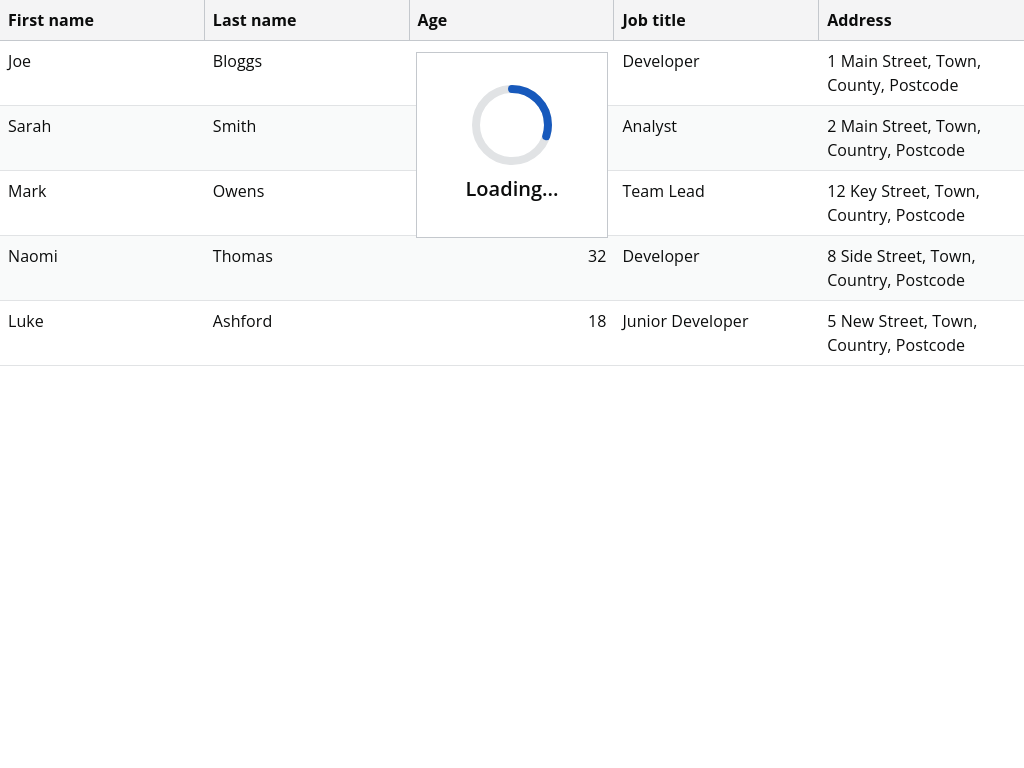 First name Last name Age Job title Address
Joe Bloggs Developer 1 Main Street, Town,
County, Postcode
Sarah Smith Analyst 2 Main Street, Town,
Country, Postcode
Loading...
Mark Owens Team Lead 12 Key Street, Town,
Country, Postcode
Naomi Thomas 32 Developer 8 Side Street, Town,
Country, Postcode
Luke Ashford 18 Junior Developer 5 New Street, Town,
Country, Postcode